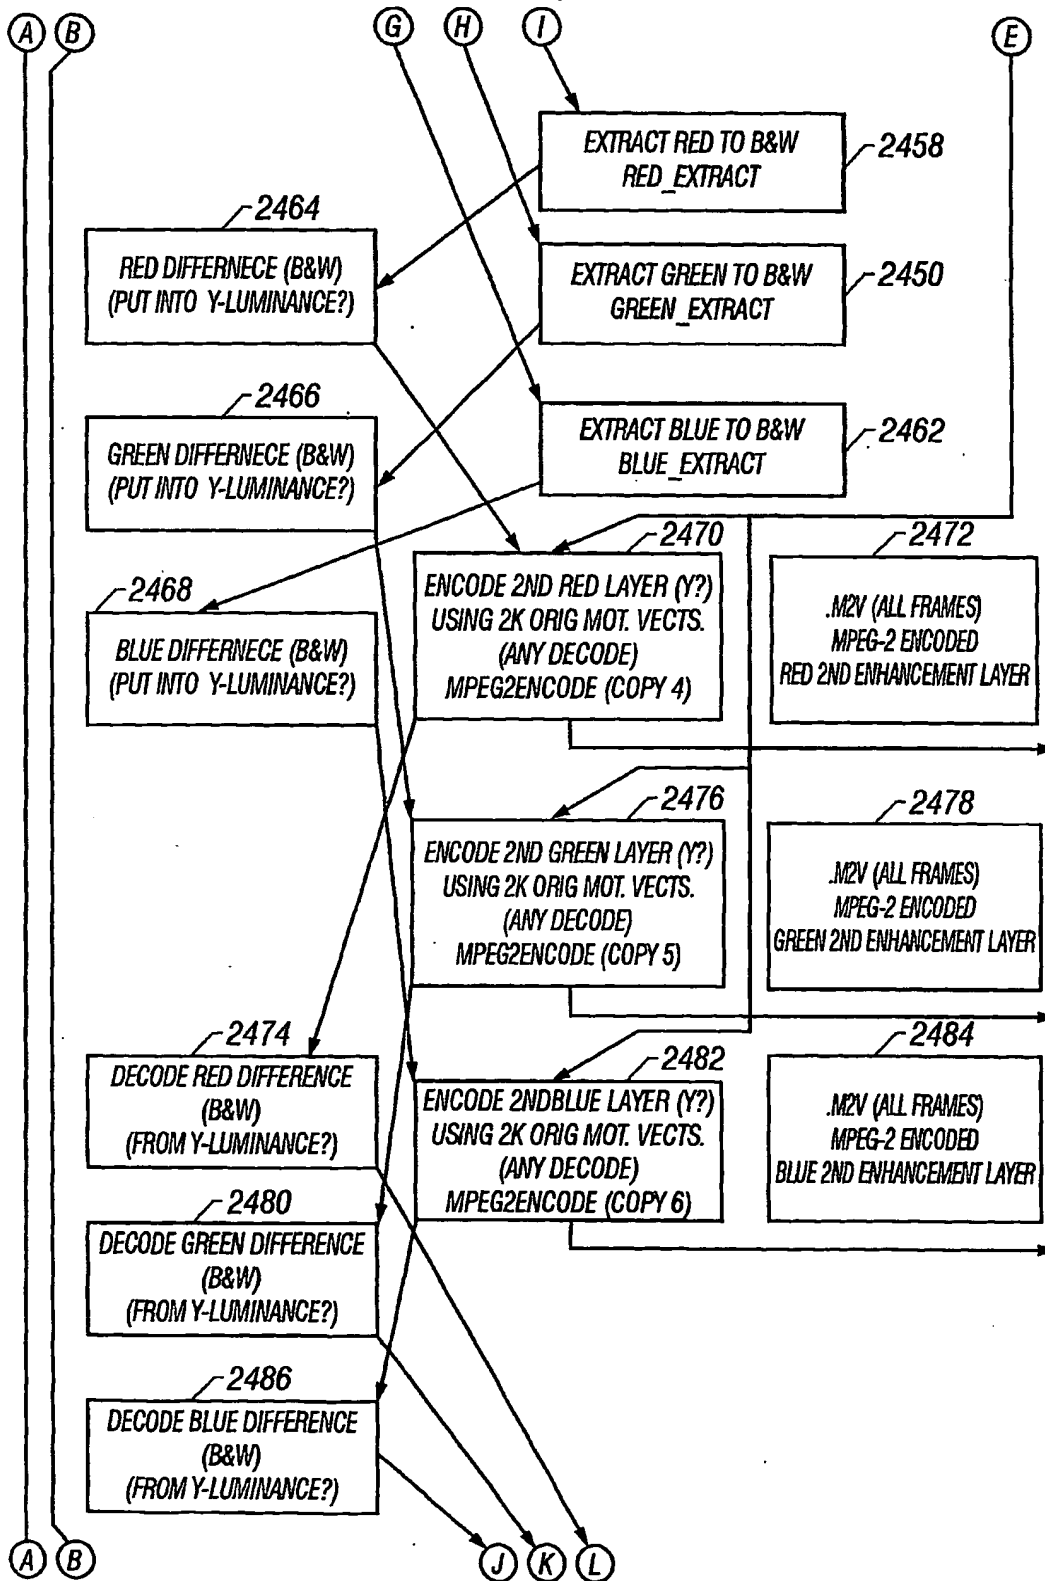 A B G H I E
EXTRACT RED TO B&W
RED_EXTRACT
2458
2464
RED DIFFERNECE (B&W)
(PUT INTO Y-LUMINANCE?)
EXTRACT GREEN TO B&W
GREEN_EXTRACT
2450
2466
GREEN DIFFERNECE (B&W)
(PUT INTO Y-LUMINANCE?)
EXTRACT BLUE TO B&W
BLUE_EXTRACT
2462
2468
BLUE DIFFERNECE (B&W)
(PUT INTO Y-LUMINANCE?)
2470
ENCODE 2ND RED LAYER (Y?)
USING 2K ORIG MOT. VECTS.
(ANY DECODE)
MPEG2ENCODE (COPY 4)
2472
.M2V (ALL FRAMES)
MPEG-2 ENCODED
RED 2ND ENHANCEMENT LAYER
2476
ENCODE 2ND GREEN LAYER (Y?)
USING 2K ORIG MOT. VECTS.
(ANY DECODE)
MPEG2ENCODE (COPY 5)
2478
.M2V (ALL FRAMES)
MPEG-2 ENCODED
GREEN 2ND ENHANCEMENT LAYER
2474
DECODE RED DIFFERENCE
(B&W)
(FROM Y-LUMINANCE?)
2482
ENCODE 2NDBLUE LAYER (Y?)
USING 2K ORIG MOT. VECTS.
(ANY DECODE)
MPEG2ENCODE (COPY 6)
2484
.M2V (ALL FRAMES)
MPEG-2 ENCODED
BLUE 2ND ENHANCEMENT LAYER
2480
DECODE GREEN DIFFERENCE
(B&W)
(FROM Y-LUMINANCE?)
2486
DECODE BLUE DIFFERENCE
(B&W)
(FROM Y-LUMINANCE?)
A B J K L